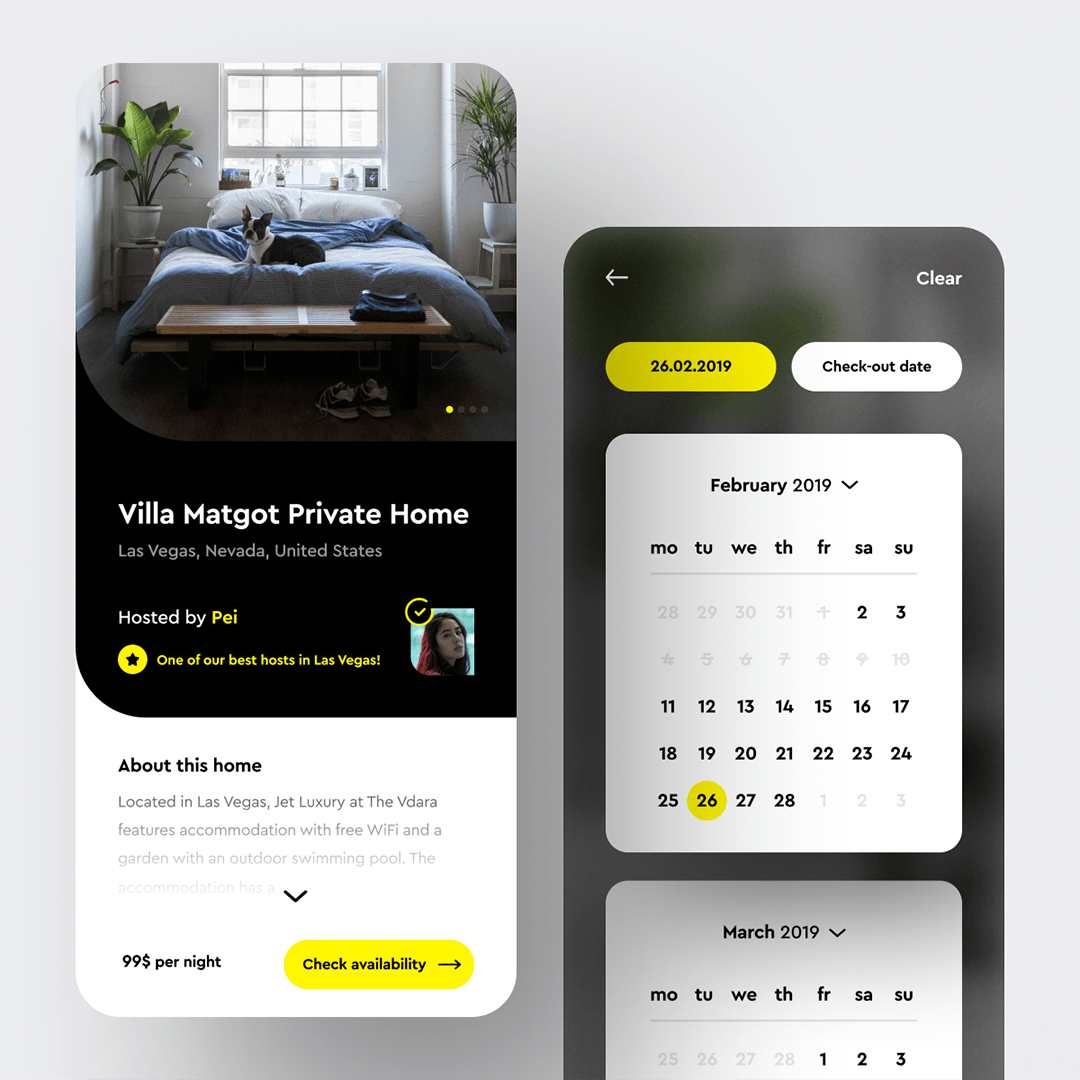 Villa Matgot Private Home
Las Vegas, Nevada, United States
Hosted by Pei
One of our best hosts in Las Vegas!
About this home
Located in Las Vegas, Jet Luxury at The Vdara
features accommodation with free WiFi and a
garden with an outdoor swimming pool. The
accommodation has a
99$ per night
Check availability
Clear
26.02.2019 Check-out date
February 2019
mo tu we th fr sa su
28 29 30 31 1 2 3
4 5 6 7 8 9 10
11 12 13 14 15 16 17
18 19 20 21 22 23 24
25 26 27 28 1 2 3
March 2019
mo tu we th fr sa su
25 26 27 28 1 2 3